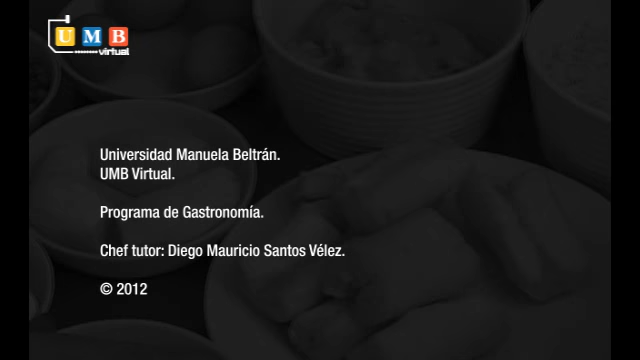 UMB
virtual
Universidad Manuela Beltrán.
UMB Virtual.
Programa de Gastronomía.
Chef tutor: Diego Mauricio Santos Vélez.
© 2012